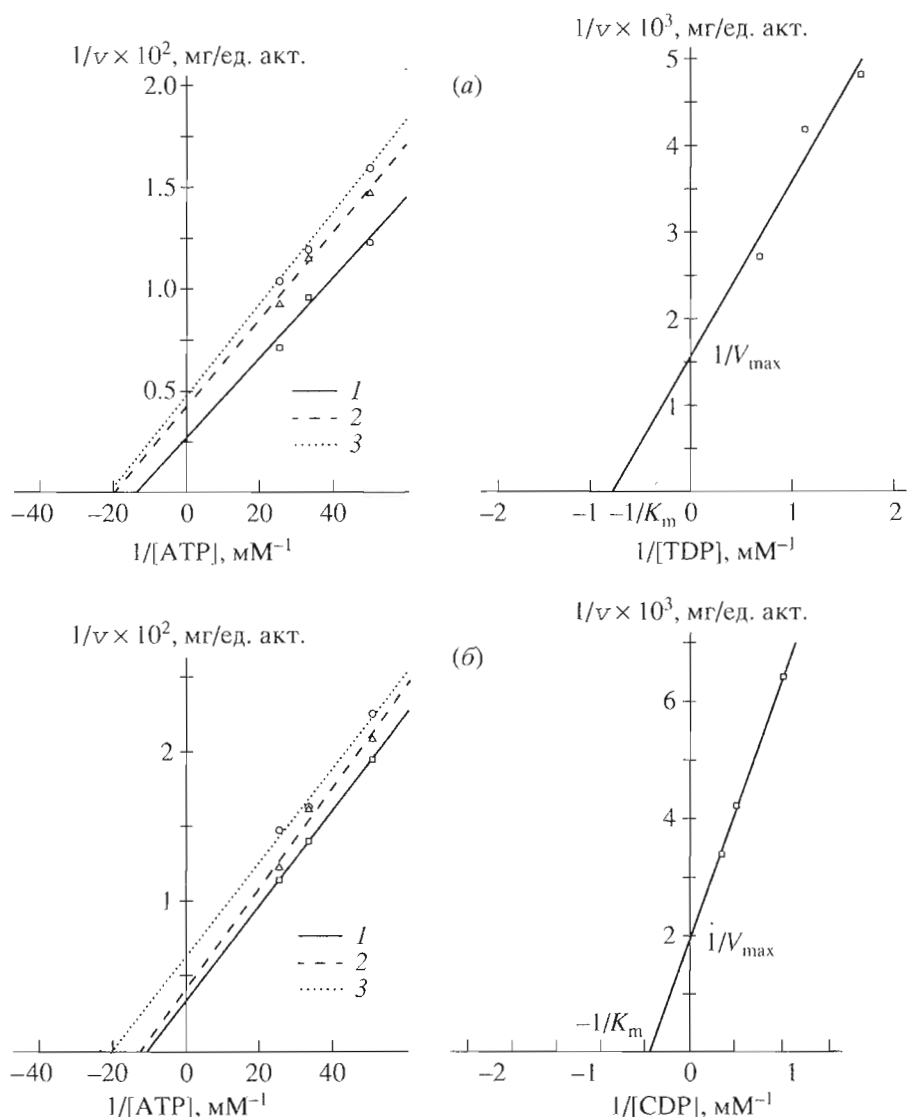 1/v × 10², мг/ед. акт.
2.0
1.5
1.0
0.5
1
2
3
−40
−20
0
20
40
1/[ATP], мМ⁻¹
(а)
1/v × 10³, мг/ед. акт.
5
4
3
2
1/Vmax
1
−2
−1
−1/Km
0
1
2
1/[TDP], мМ⁻¹
1/v × 10², мг/ед. акт.
2
1
1
2
3
−40
−20
0
20
40
1/[ATP], мМ⁻¹
(б)
1/v × 10³, мг/ед. акт.
6
4
2
1/Vmax
−1/Km
−2
−1
0
1
1/[CDP], мМ⁻¹